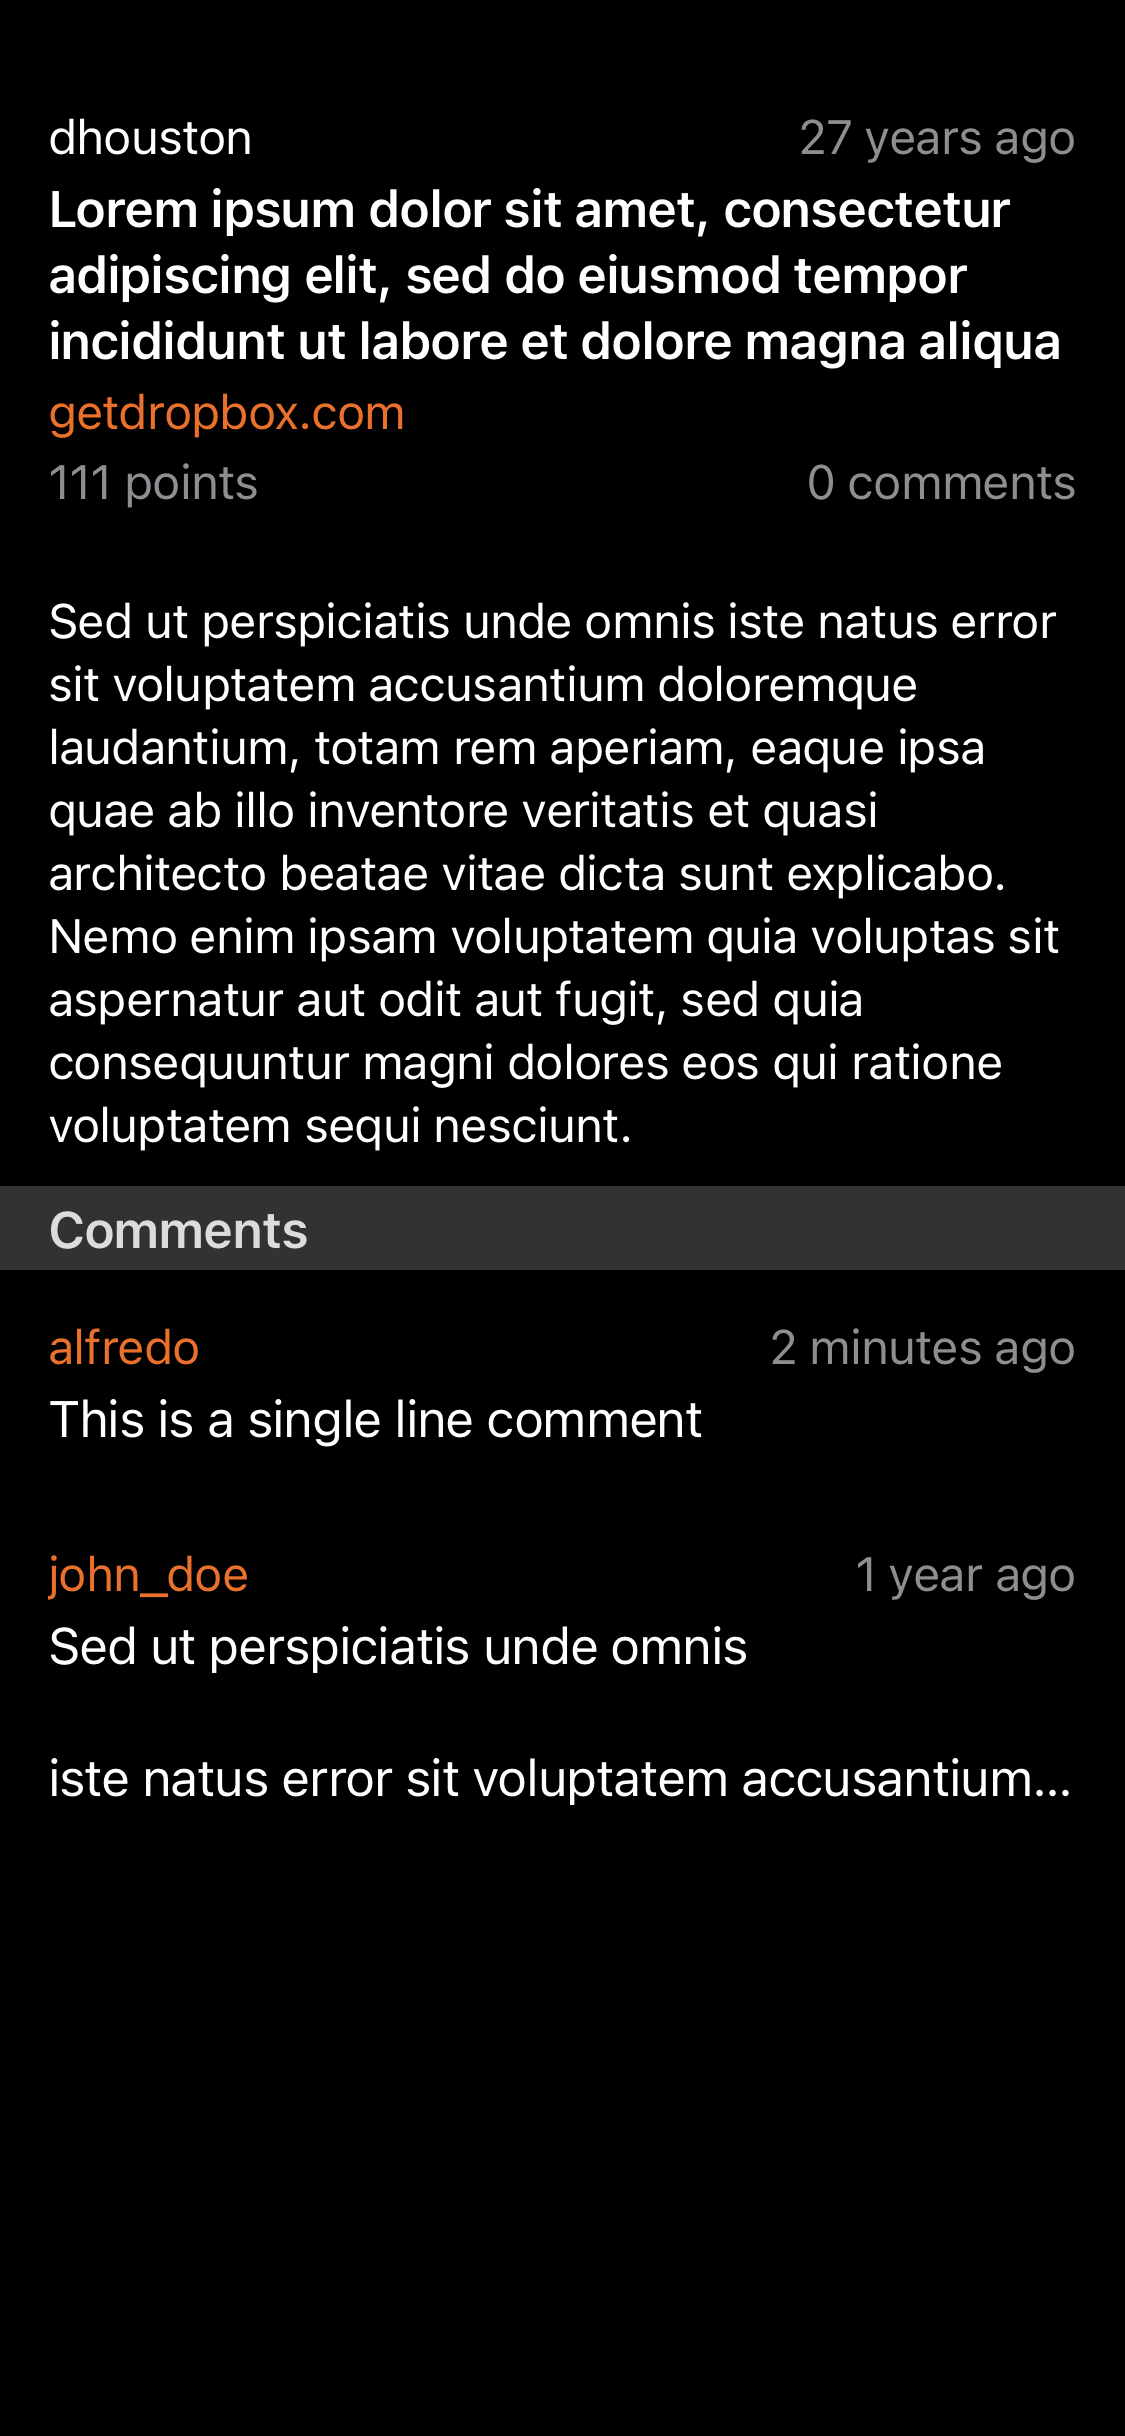 dhouston 27 years ago
Lorem ipsum dolor sit amet, consectetur
adipiscing elit, sed do eiusmod tempor
incididunt ut labore et dolore magna aliqua
getdropbox.com
111 points 0 comments
Sed ut perspiciatis unde omnis iste natus error
sit voluptatem accusantium doloremque
laudantium, totam rem aperiam, eaque ipsa
quae ab illo inventore veritatis et quasi
architecto beatae vitae dicta sunt explicabo.
Nemo enim ipsam voluptatem quia voluptas sit
aspernatur aut odit aut fugit, sed quia
consequuntur magni dolores eos qui ratione
voluptatem sequi nesciunt.
Comments
alfredo 2 minutes ago
This is a single line comment
john_doe 1 year ago
Sed ut perspiciatis unde omnis
iste natus error sit voluptatem accusantium...